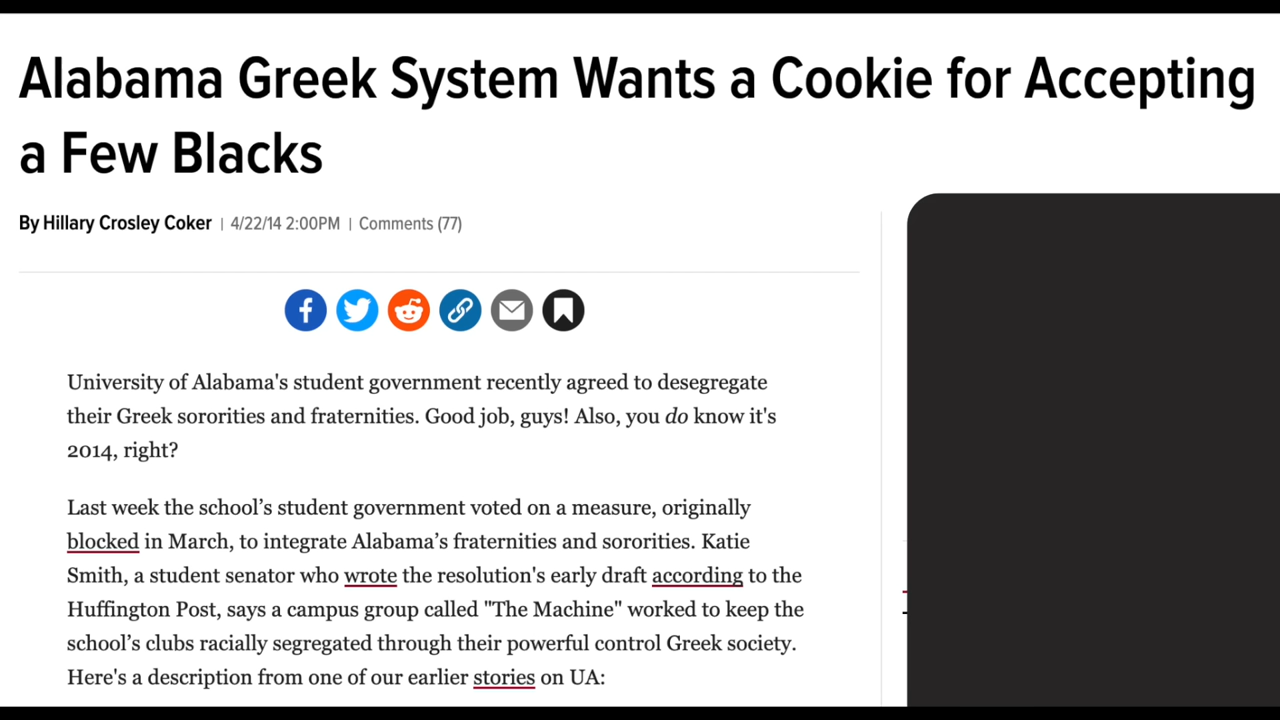 Alabama Greek System Wants a Cookie for Accepting
a Few Blacks
By Hillary Crosley Coker | 4/22/14 2:00PM | Comments (77)
University of Alabama's student government recently agreed to desegregate
their Greek sororities and fraternities. Good job, guys! Also, you do know it's
2014, right?
Last week the school’s student government voted on a measure, originally
blocked in March, to integrate Alabama’s fraternities and sororities. Katie
Smith, a student senator who wrote the resolution's early draft according to the
Huffington Post, says a campus group called "The Machine" worked to keep the
school’s clubs racially segregated through their powerful control Greek society.
Here's a description from one of our earlier stories on UA: